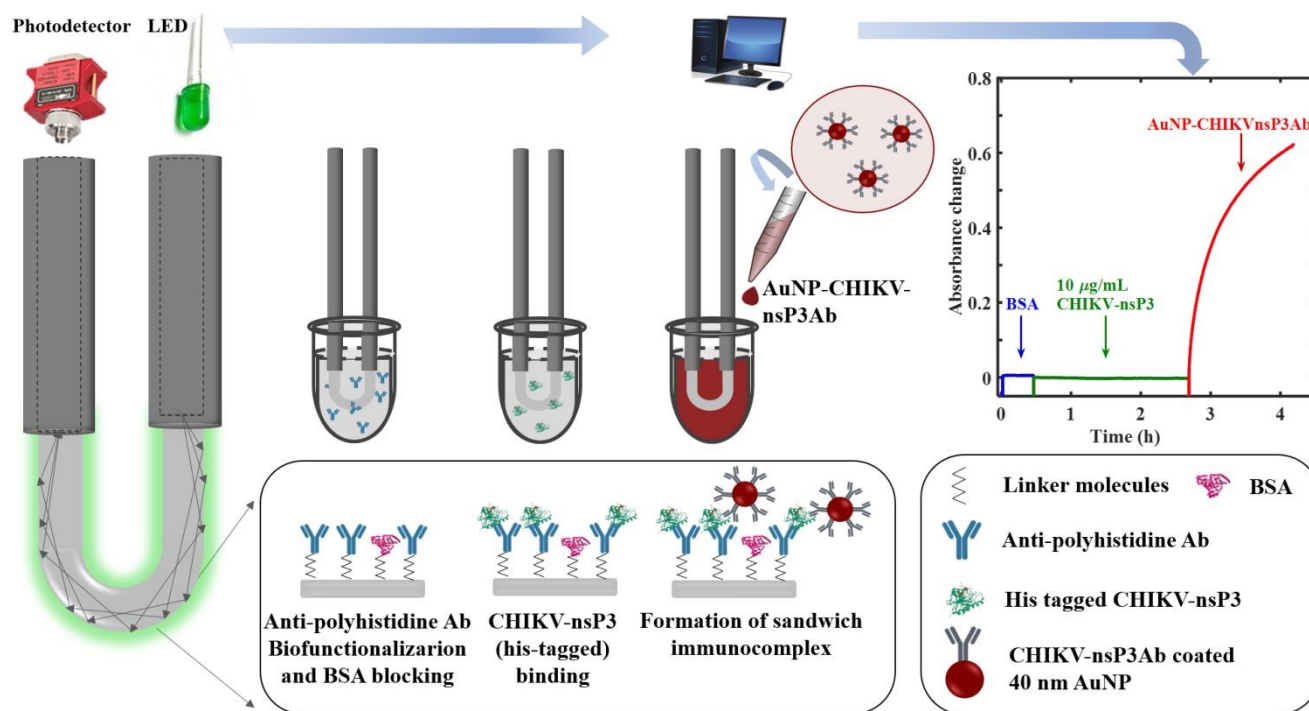 Photodetector
LED
AuNP-CHIKV-
nsP3Ab
0.8
0.6
0.4
0.2
0
Absorbance change
BSA
10 μg/mL
CHIKV-nsP3
AuNP-CHIKVnsP3Ab
0
1
2
3
4
Time (h)
Anti-polyhistidine Ab
Biofunctionalizarion
and BSA blocking
CHIKV-nsP3
(his-tagged)
binding
Formation of sandwich
immunocomplex
Linker molecules
BSA
Anti-polyhistidine Ab
His tagged CHIKV-nsP3
CHIKV-nsP3Ab coated
40 nm AuNP